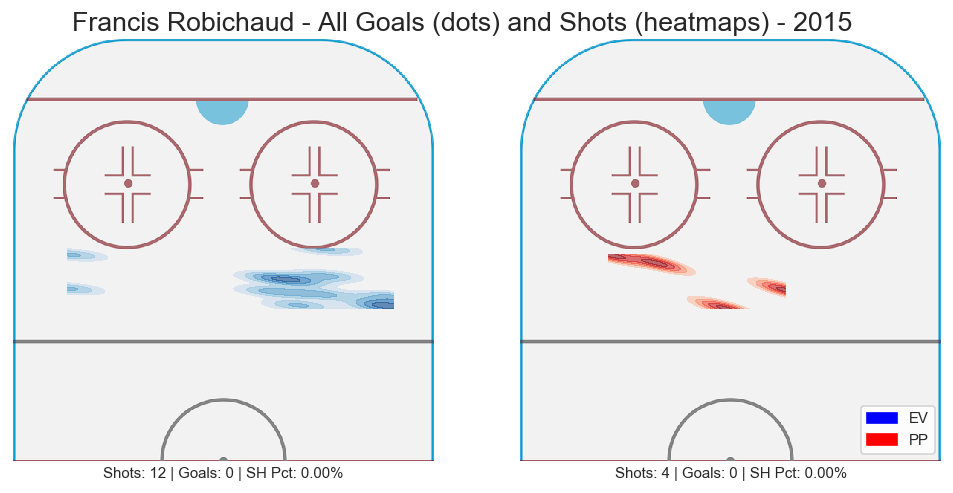 Francis Robichaud - All Goals (dots) and Shots (heatmaps) - 2015
EV
PP
Shots: 12 | Goals: 0 | SH Pct: 0.00%
Shots: 4 | Goals: 0 | SH Pct: 0.00%